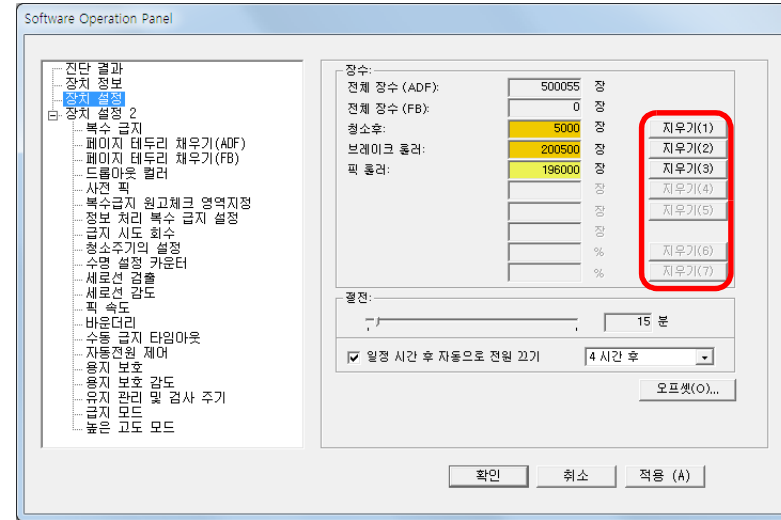 Software Operation Panel
진단 결과
장치 정보
장치 설정
장치 설정 2
복수 급지
페이지 테두리 채우기(ADF)
페이지 테두리 채우기(FB)
드롭아웃 컬러
사전 픽
복수급지 원고체크 영역지정
정보 처리 복수 급지 설정
급지 시도 회수
청소주기의 설정
수명 설정 카운터
세로선 검출
세로선 감도
픽 속도
바운더리
수동 급지 타임아웃
자동전원 제어
용지 보호
용지 보호 감도
유지 관리 및 검사 주기
급지 모드
높은 고도 모드
장수:
전체 장수 (ADF): 500055 장
전체 장수 (FB): 0 장
청소후: 5000 장 지우기(1)
브레이크 롤러: 200500 장 지우기(2)
픽 롤러: 196000 장 지우기(3)
장 지우기(4)
장 지우기(5)
장
% 지우기(6)
% 지우기(7)
절전:
15 분
일정 시간 후 자동으로 전원 끄기 4 시간 후
오프셋(O)...
확인 취소 적용 (A)